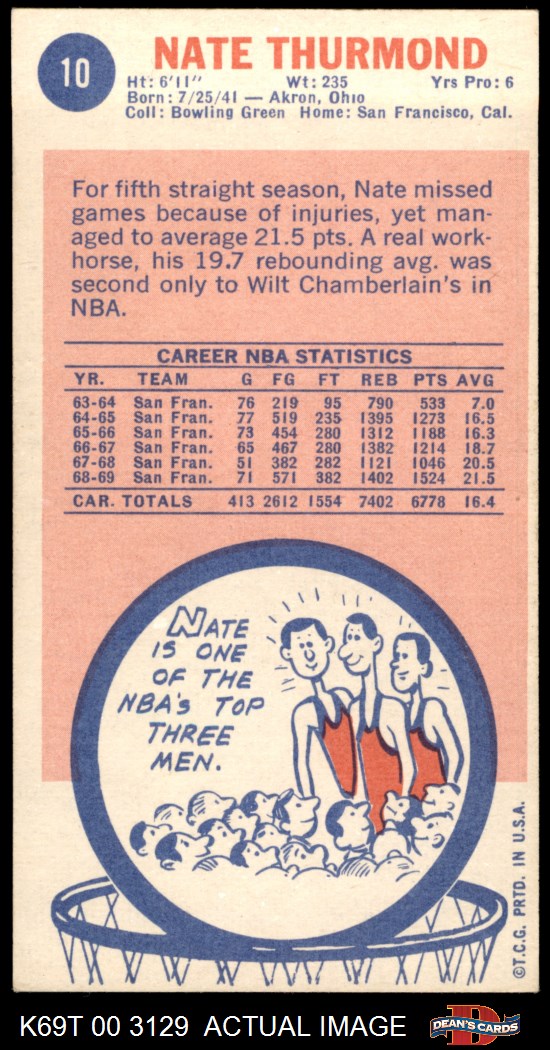 10
NATE THURMOND
Ht: 6'11" Wt: 235 Yrs Pro: 6
Born: 7/25/41 — Akron, Ohio
Coll: Bowling Green Home: San Francisco, Cal.
For fifth straight season, Nate missed
games because of injuries, yet man-
aged to average 21.5 pts. A real work-
horse, his 19.7 rebounding avg. was
second only to Wilt Chamberlain's in
NBA.
CAREER NBA STATISTICS
YR. TEAM G FG FT REB PTS AVG
63-64 San Fran. 76 219 95 790 533 7.0
64-65 San Fran. 77 519 235 1395 1273 16.5
65-66 San Fran. 73 454 280 1312 1188 16.3
66-67 San Fran. 65 467 280 1382 1214 18.7
67-68 San Fran. 51 382 282 1121 1046 20.5
68-69 San Fran. 71 571 382 1402 1524 21.5
CAR. TOTALS 413 2612 1554 7402 6778 16.4
NATE
IS ONE
OF THE
NBA'S TOP
THREE
MEN.
©T.C.G. PRTD. IN U.S.A.
K69T 00 3129 ACTUAL IMAGE
D
DEAN'S CARDS